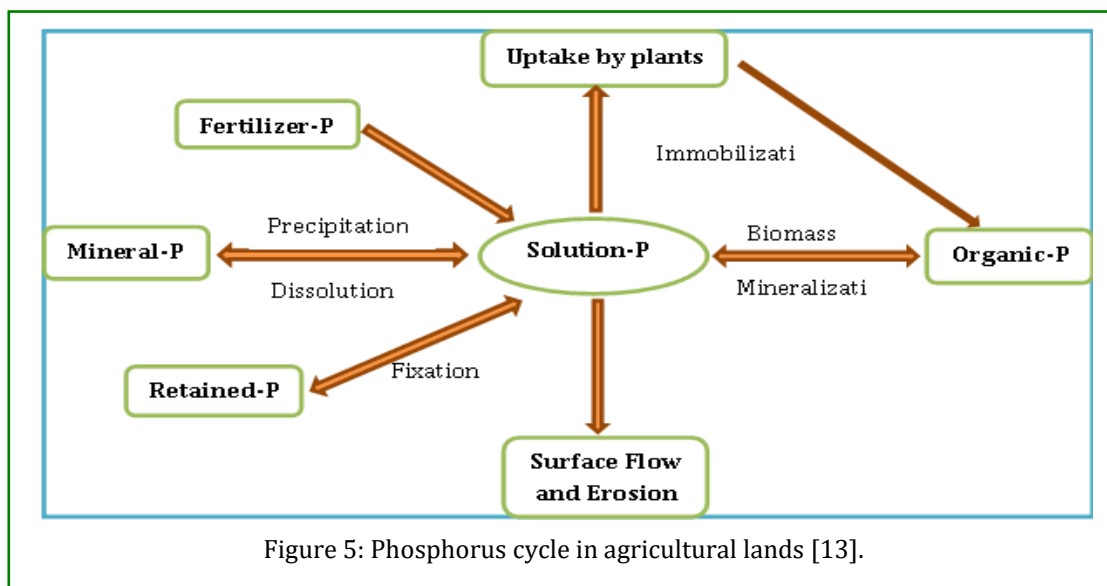 Uptake by plants
Fertilizer-P
Immobilizati
Precipitation
Biomass
Mineral-P
Solution-P
Organic-P
Dissolution
Mineralizati
Retained-P
Fixation
Surface Flow
and Erosion
Figure 5: Phosphorus cycle in agricultural lands [13].